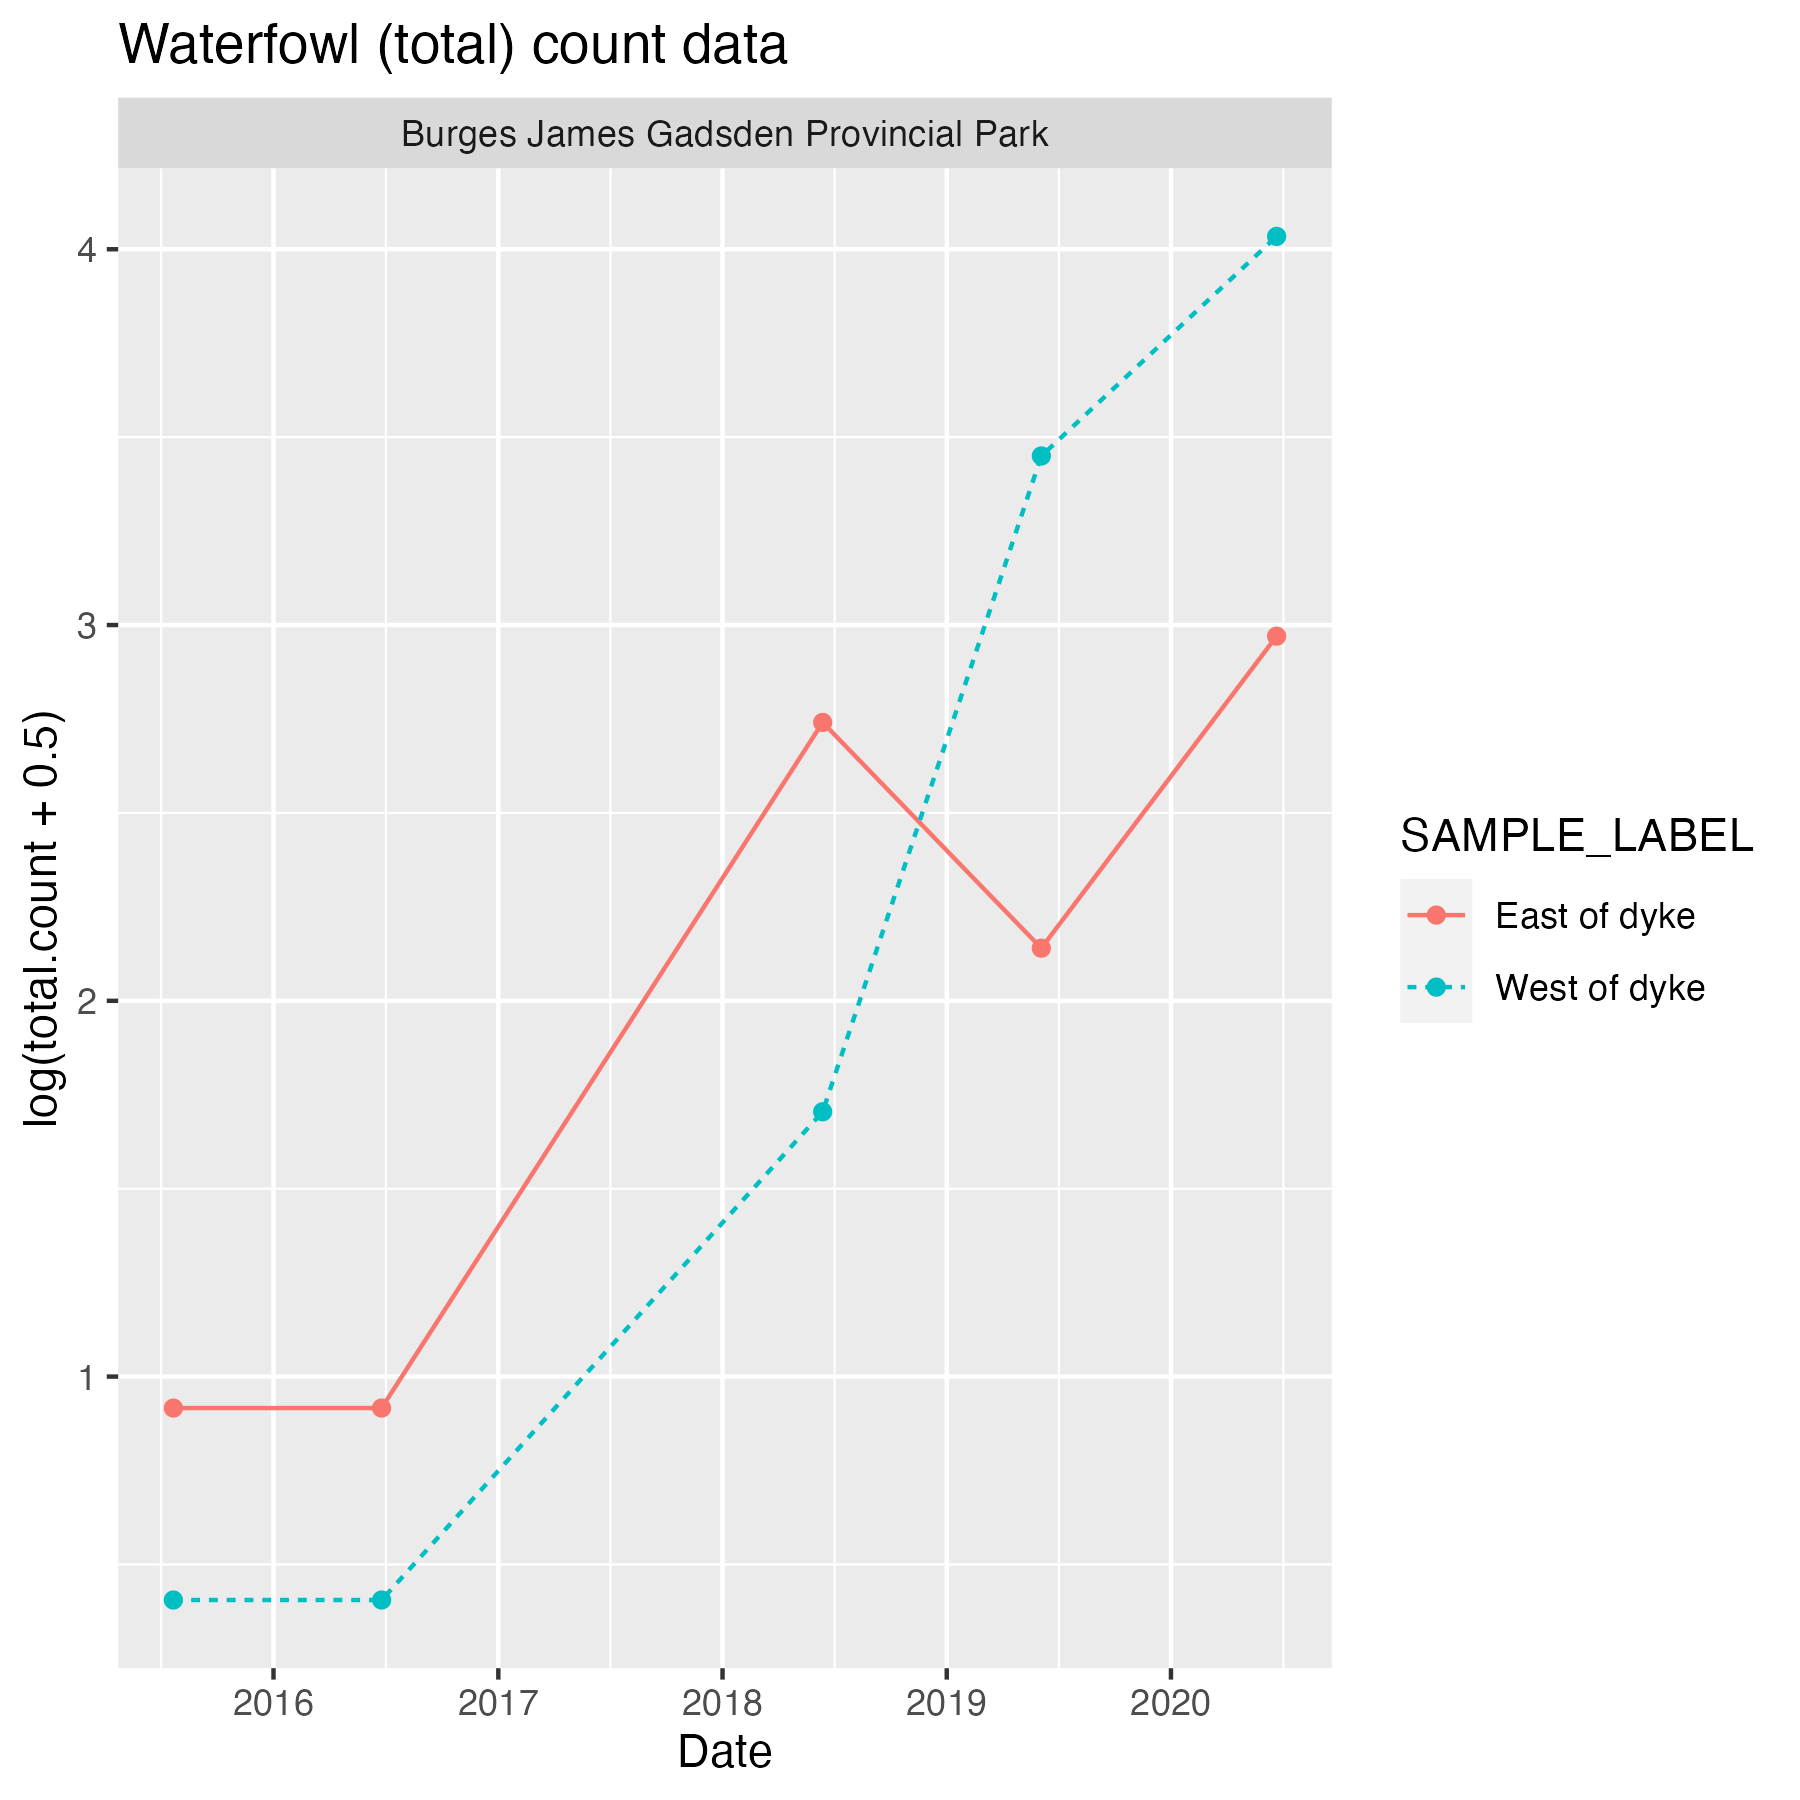 Waterfowl (total) count data
Burges James Gadsden Provincial Park
4
3
2
1
log(total.count + 0.5)
2016 2017 2018 2019 2020
Date
SAMPLE_LABEL
East of dyke
West of dyke